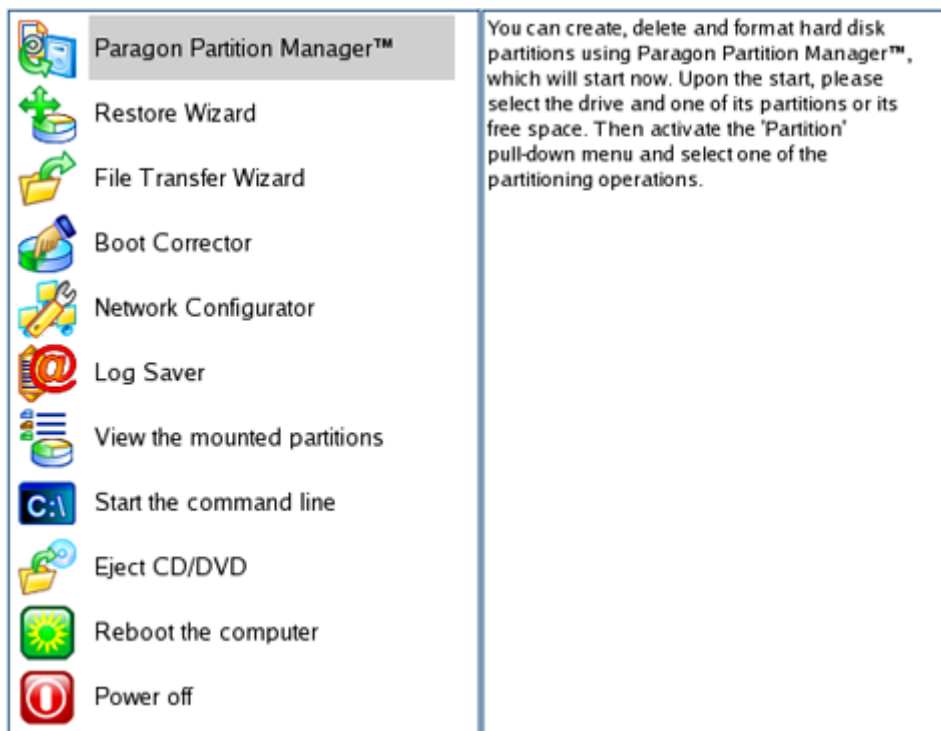 Paragon Partition Manager™
Restore Wizard
File Transfer Wizard
Boot Corrector
Network Configurator
@
Log Saver
View the mounted partitions
C:\
Start the command line
Eject CD/DVD
Reboot the computer
Power off
You can create, delete and format hard disk
partitions using Paragon Partition Manager™,
which will start now. Upon the start, please
select the drive and one of its partitions or its
free space. Then activate the 'Partition'
pull-down menu and select one of the
partitioning operations.